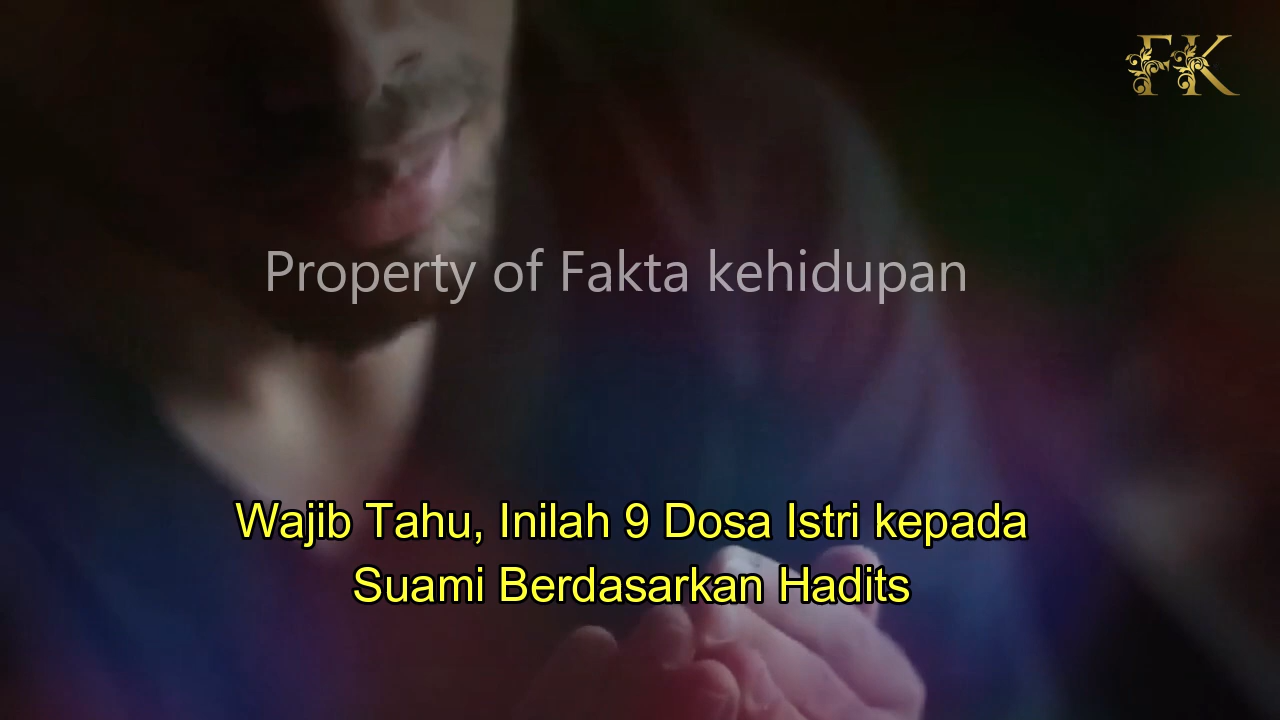 FK
Property of Fakta kehidupan
Wajib Tahu, Inilah 9 Dosa Istri kepada
Suami Berdasarkan Hadits